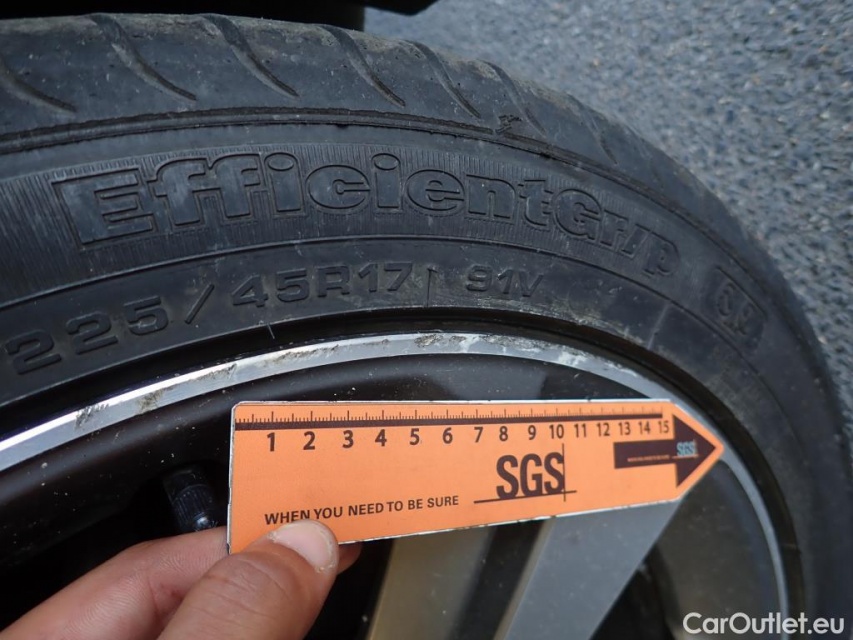 EfficientGrip
225/45R17 91V
1 2 3 4 5 6 7 8 9 10 11 12 13 14 15
SGS
SGS
WHEN YOU NEED TO BE SURE
CarOutlet.eu